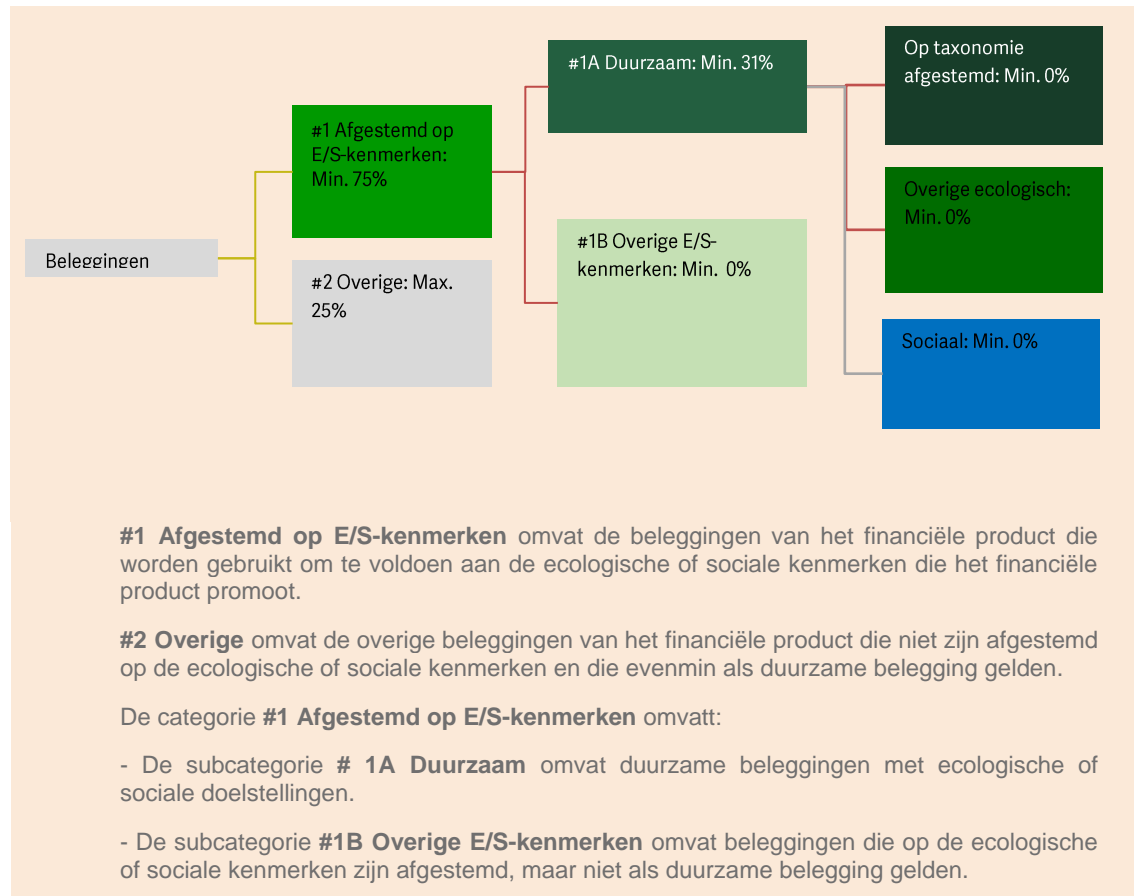 Beleggingen
#1 Afgestemd op
E/S-kenmerken:
Min. 75%
#2 Overige: Max.
25%
#1A Duurzaam: Min. 31%
#1B Overige E/S-
kenmerken: Min. 0%
Op taxonomie
afgestemd: Min. 0%
Overige ecologisch:
Min. 0%
Sociaal: Min. 0%
#1 Afgestemd op E/S-kenmerken omvat de beleggingen van het financiële product die
worden gebruikt om te voldoen aan de ecologische of sociale kenmerken die het financiële
product promoot.
#2 Overige omvat de overige beleggingen van het financiële product die niet zijn afgestemd
op de ecologische of sociale kenmerken en die evenmin als duurzame belegging gelden.
De categorie #1 Afgestemd op E/S-kenmerken omvatt:
- De subcategorie # 1A Duurzaam omvat duurzame beleggingen met ecologische of
sociale doelstellingen.
- De subcategorie #1B Overige E/S-kenmerken omvat beleggingen die op de ecologische
of sociale kenmerken zijn afgestemd, maar niet als duurzame belegging gelden.